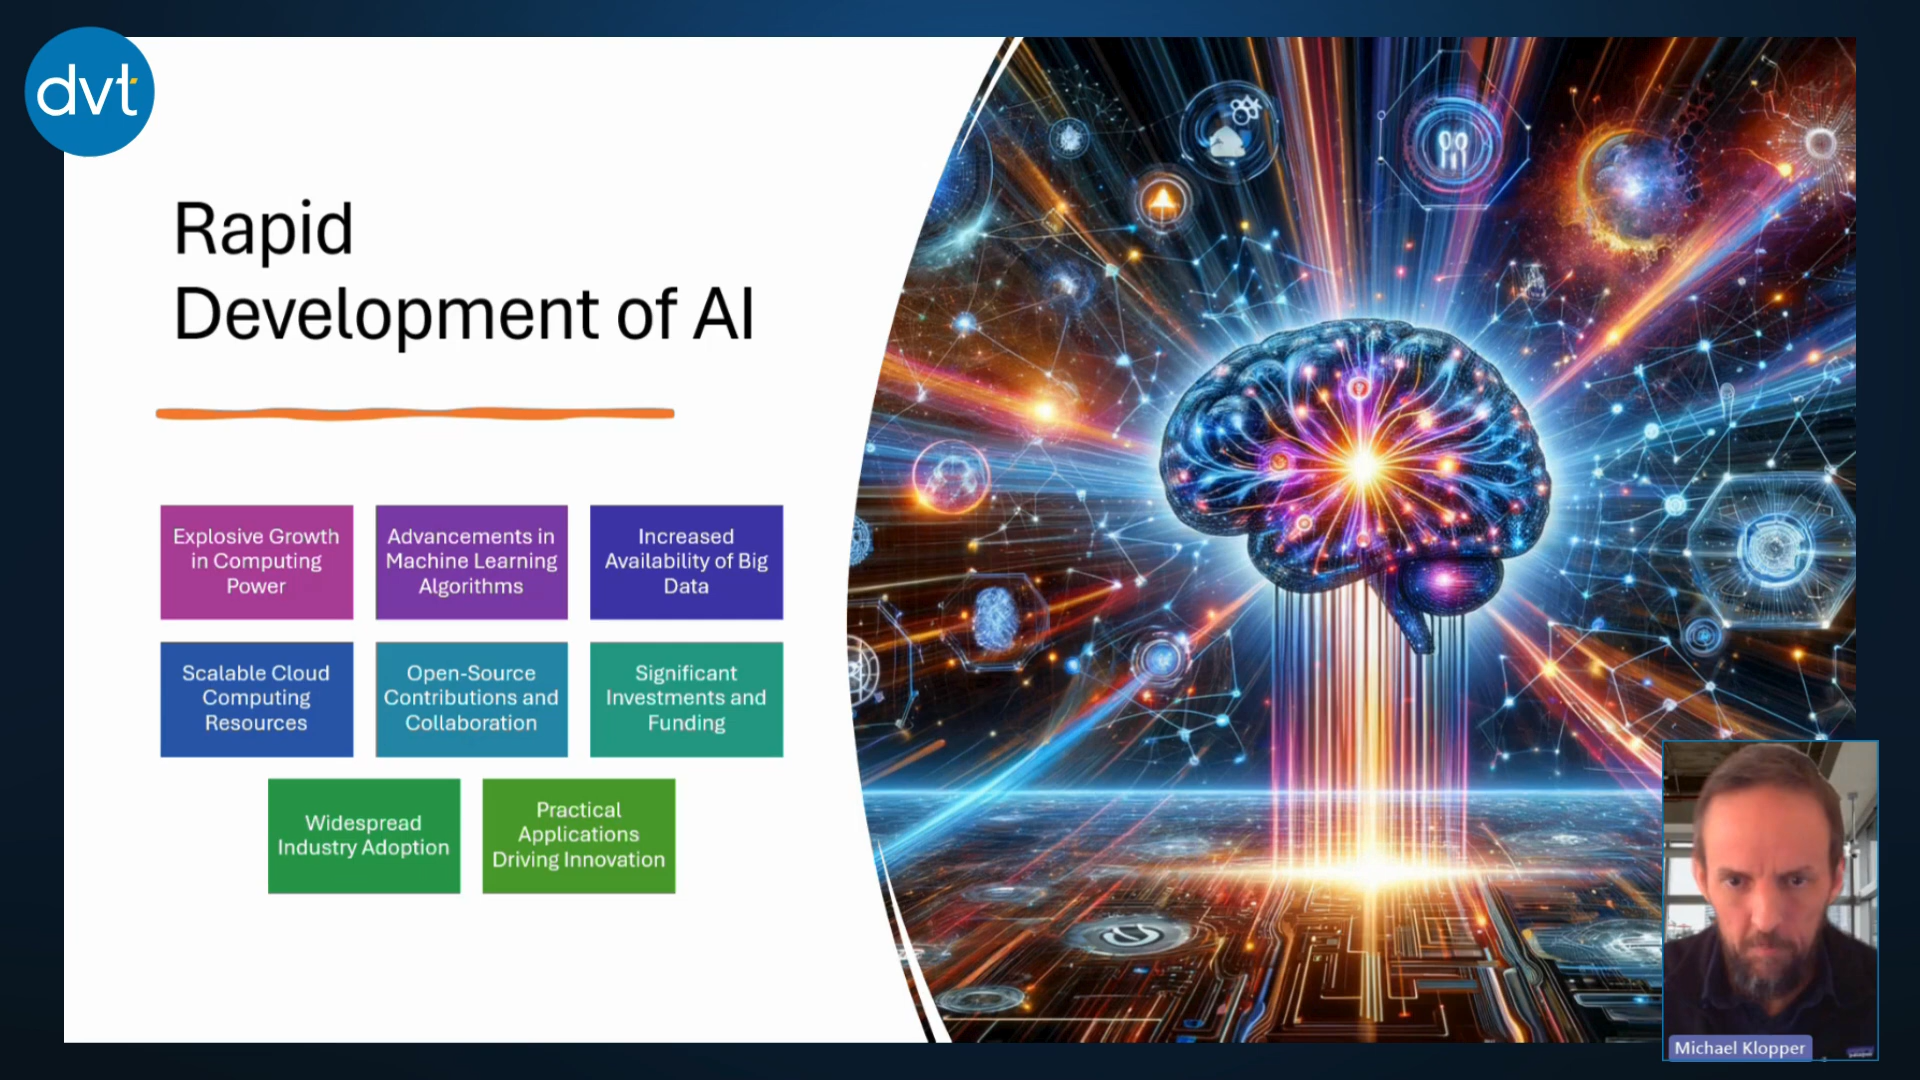 dvt
Rapid
Development of AI
Explosive Growth
in Computing
Power
Advancements in
Machine Learning
Algorithms
Increased
Availability of Big
Data
Scalable Cloud
Computing
Resources
Open-Source
Contributions and
Collaboration
Significant
Investments and
Funding
Widespread
Industry Adoption
Practical
Applications
Driving Innovation
Michael Klopper